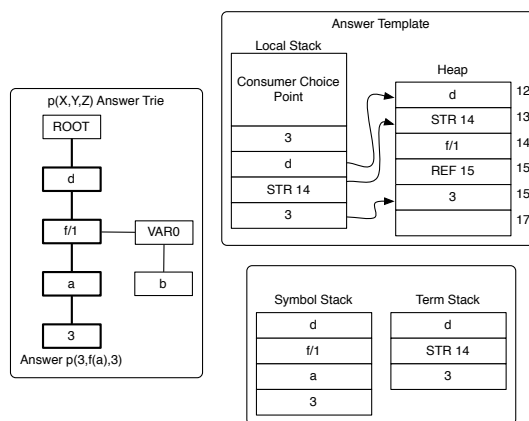 p(X,Y,Z) Answer Trie
ROOT
d
f/1
VAR0
a
b
3
Answer p(3,f(a),3)
Answer Template
Local Stack
Consumer Choice
Point
3
d
STR 14
3
Heap
d
12
STR 14
13
f/1
14
REF 15
15
3
15
17
Symbol Stack
d
f/1
a
3
Term Stack
d
STR 14
3